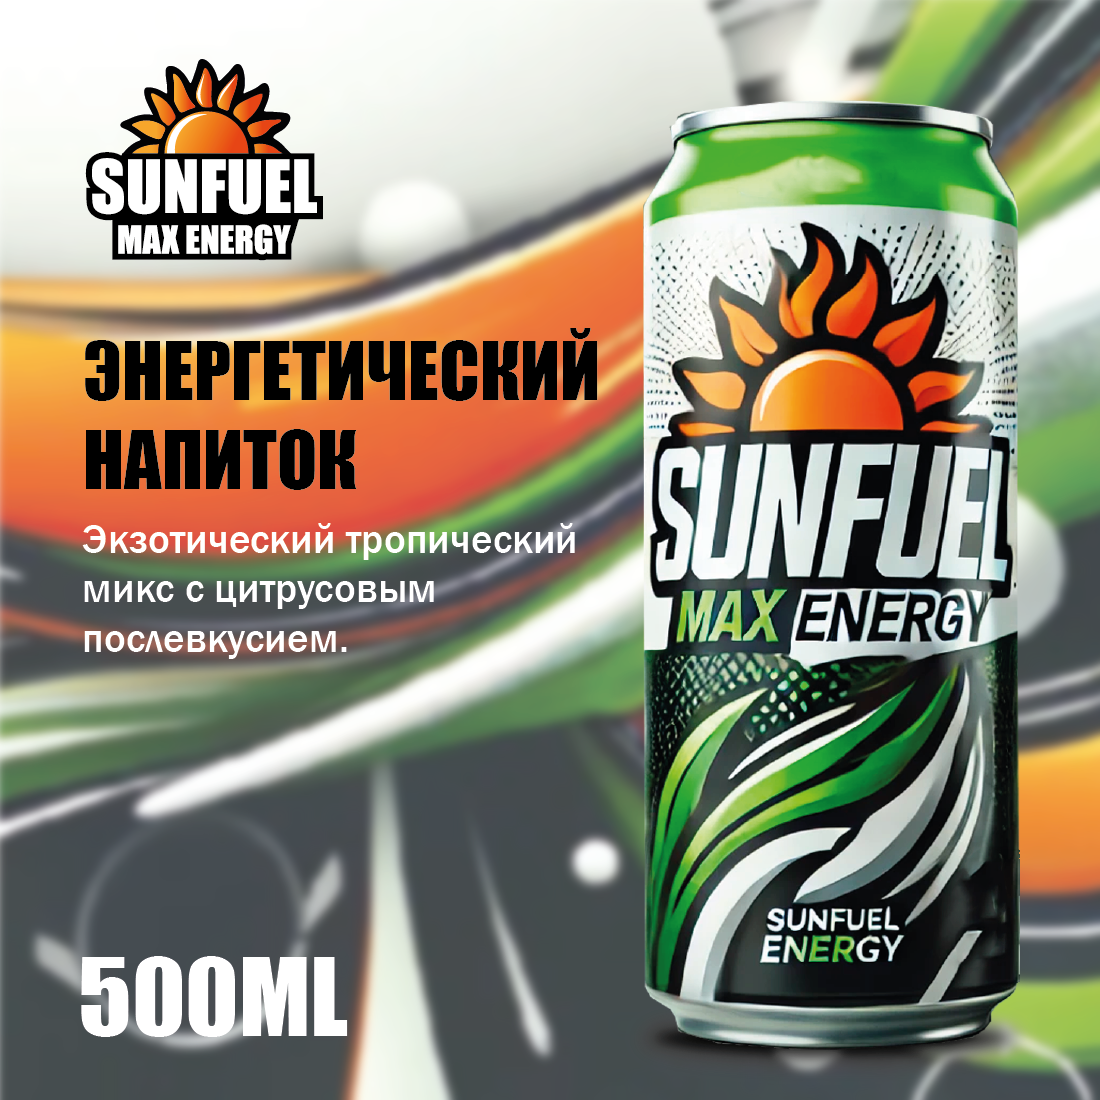 SUNFUEL
MAX ENERGY
ЭНЕРГЕТИЧЕСКИЙ
НАПИТОК
Экзотический тропический
микс с цитрусовым
послевкусием.
500ML
SUNFUEL
MAX ENERGY
SUNFUEL
ENERGY